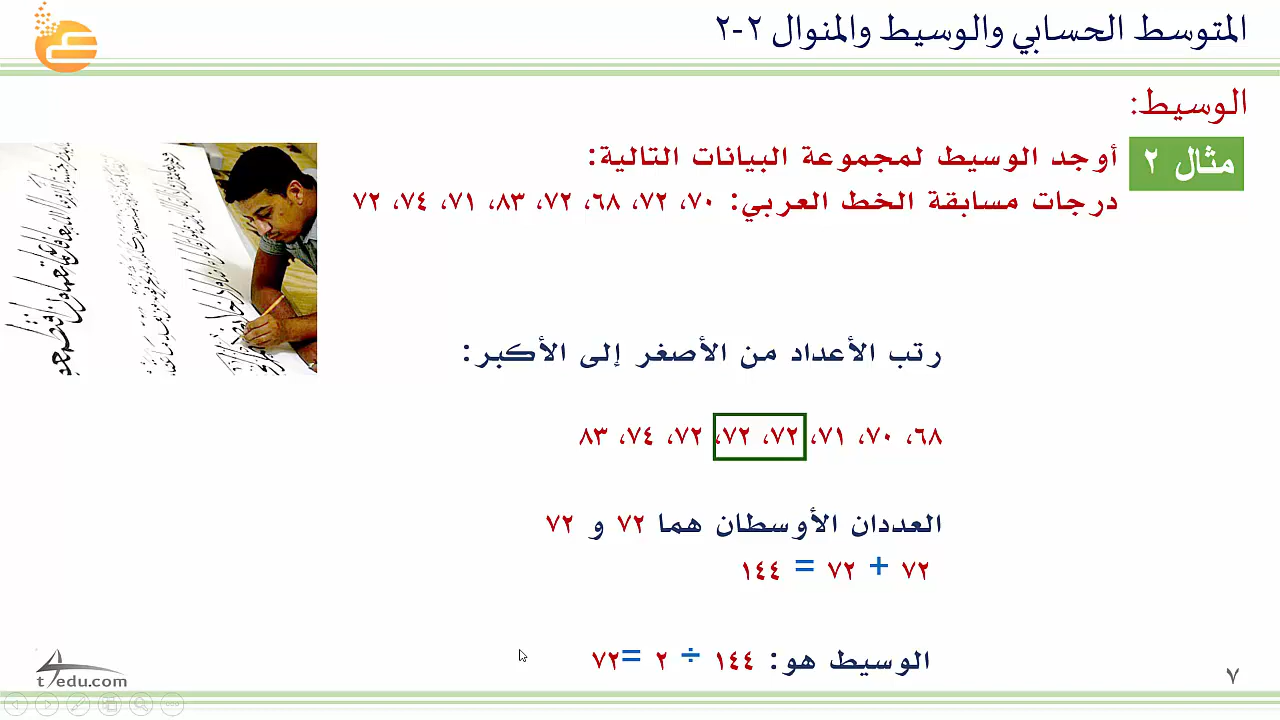 المتوسط الحسابي والوسيط والمنوال ٢-٢
الوسيط:
مثال ٢
أوجد الوسيط لمجموعة البيانات التالية:
درجات مسابقة الخط العربي: ٧٠، ٧٢، ٦٨، ٧٢، ٨٣، ٧١، ٧٤، ٧٢
رتب الأعداد من الأصغر إلى الأكبر:
٦٨، ٧٠، ٧١، ٧٢، ٧٢، ٧٢، ٧٤، ٨٣
العددان الأوسطان هما ٧٢ و ٧٢
٧٢ + ٧٢ = ١٤٤
الوسيط هو: ١٤٤ ÷ ٢ =٧٢
t4edu.com
٧